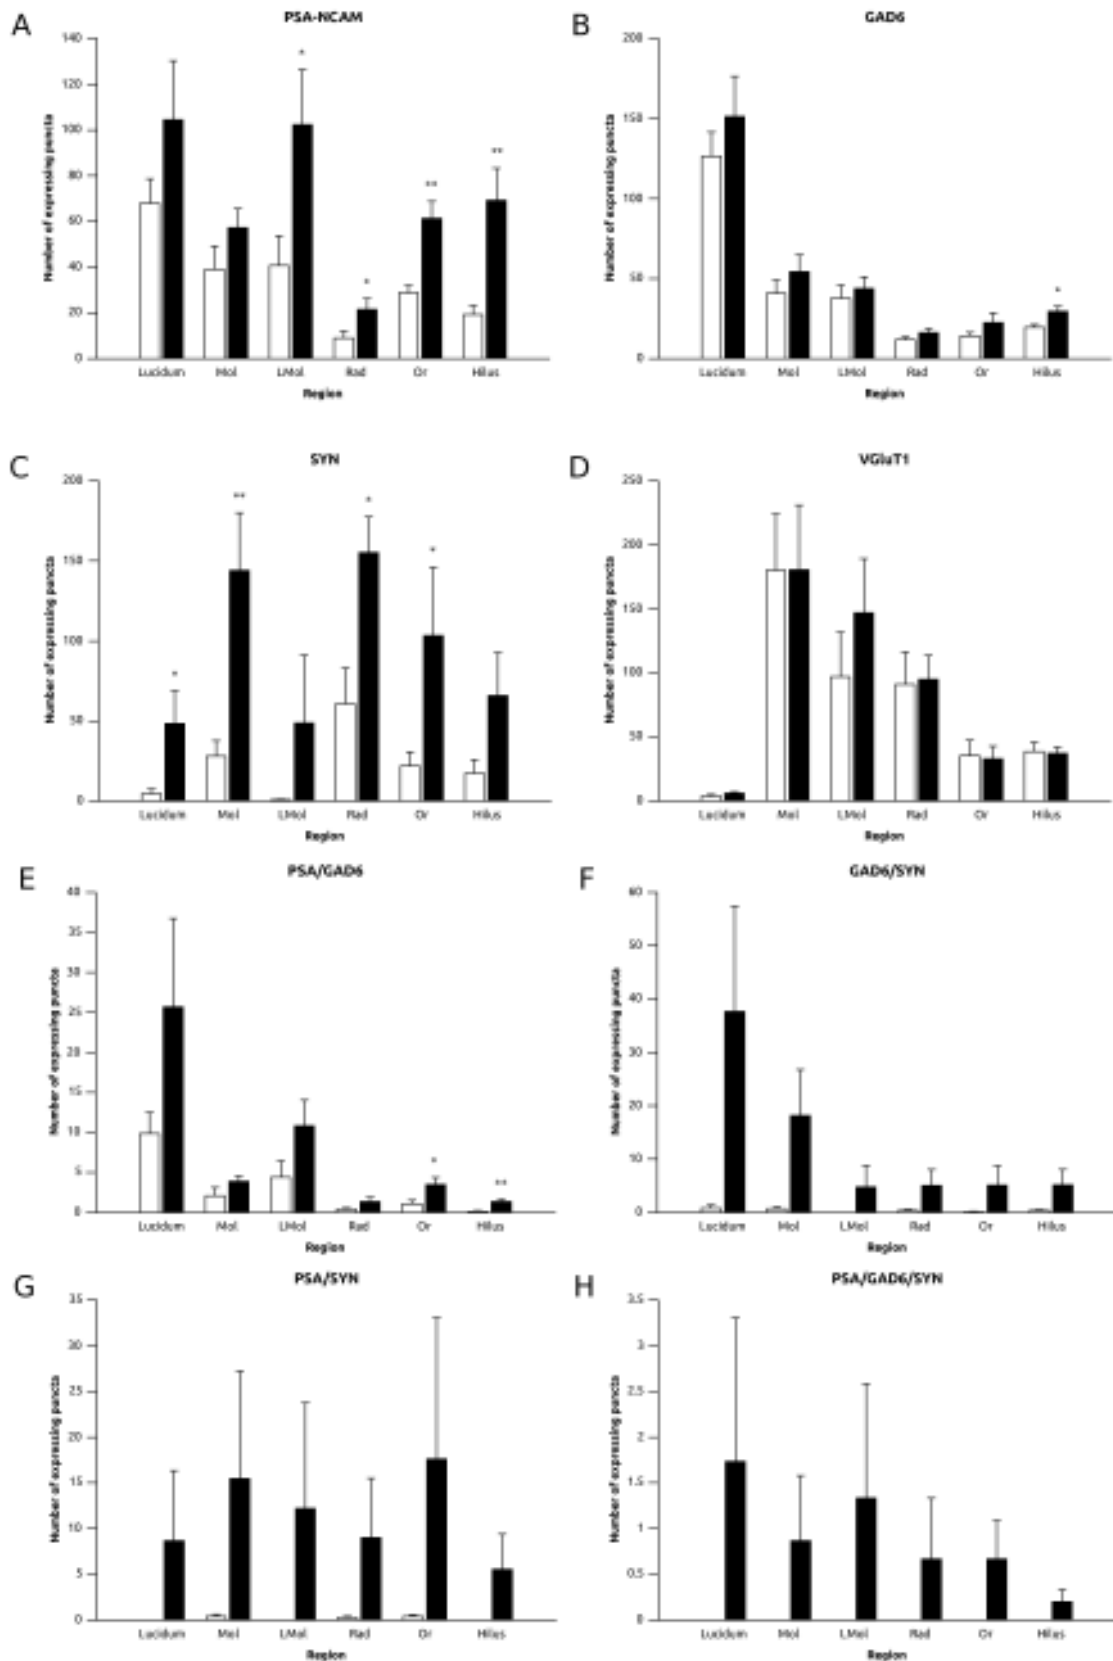 A
PSA-NCAM
140
120
100
80
60
40
20
0
Number of expressing puncta
*
*
**
**
Lucidum Mol LMol Rad Or Hilus
Region
B
GAD6
200
150
100
50
0
Number of expressing puncta
*
Lucidum Mol LMol Rad Or Hilus
Region
C
SYN
200
150
100
50
0
Number of expressing puncta
*
**
*
*
Lucidum Mol LMol Rad Or Hilus
Region
D
VGluT1
250
200
150
100
50
0
Number of expressing puncta
Lucidum Mol LMol Rad Or Hilus
Region
E
PSA/GAD6
40
35
30
25
20
15
10
5
0
Number of expressing puncta
*
**
Lucidum Mol LMol Rad Or Hilus
Region
F
GAD6/SYN
60
50
40
30
20
10
0
Number of expressing puncta
Lucidum Mol LMol Rad Or Hilus
Region
G
PSA/SYN
35
30
25
20
15
10
5
0
Number of expressing puncta
Lucidum Mol LMol Rad Or Hilus
Region
H
PSA/GAD6/SYN
3.5
3
2.5
2
1.5
1
0.5
0
Number of expressing puncta
Lucidum Mol LMol Rad Or Hilus
Region